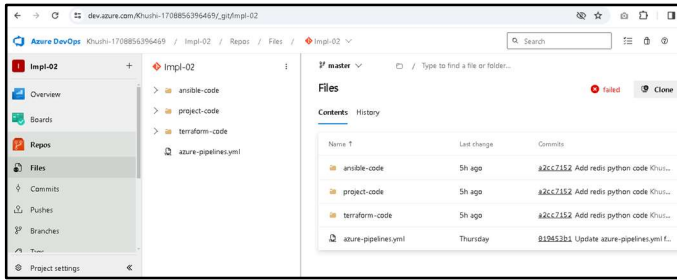 dev.azure.com/Khushi-1708856396469/_git/Impl-02
Azure DevOps Khushi-1708856396469 / Impl-02 / Repos / Files / Impl-02
Search
I Impl-02 +
Overview
Boards
Repos
Files
Commits
Pushes
Branches
Tags
Project settings
Impl-02
ansible-code
project-code
terraform-code
azure-pipelines.yml
master / Type to find a file or folder...
Files
failed
Clone
Contents History
Name ↑ Last change Commits
ansible-code 5h ago a2cc7152 Add redis python code Khus...
project-code 5h ago a2cc7152 Add redis python code Khus...
terraform-code 5h ago a2cc7152 Add redis python code Khus...
azure-pipelines.yml Thursday 019453b1 Update azure-pipelines.yml f...